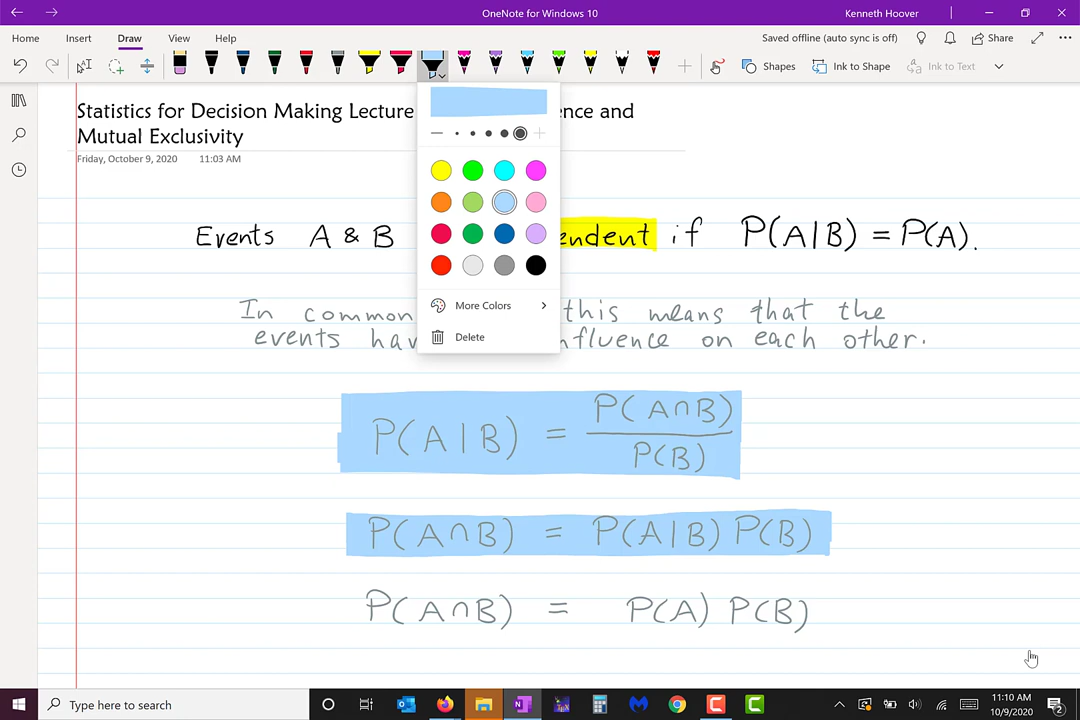 OneNote for Windows 10
Kenneth Hoover
Home Insert Draw View Help
Saved offline (auto sync is off) Share
Shapes Ink to Shape Ink to Text
Statistics for Decision Making Lecture ence and
Mutual Exclusivity
Friday, October 9, 2020 11:03 AM
More Colors
Delete
Events A & B endent if P(A|B) = P(A).
In common this means that the
events hav nfluence on each other.
P(A|B) = P(A∩B)
P(B)
P(A∩B) = P(A|B) P(B)
P(A∩B) = P(A) P(B)
Type here to search
11:10 AM
10/9/2020
2